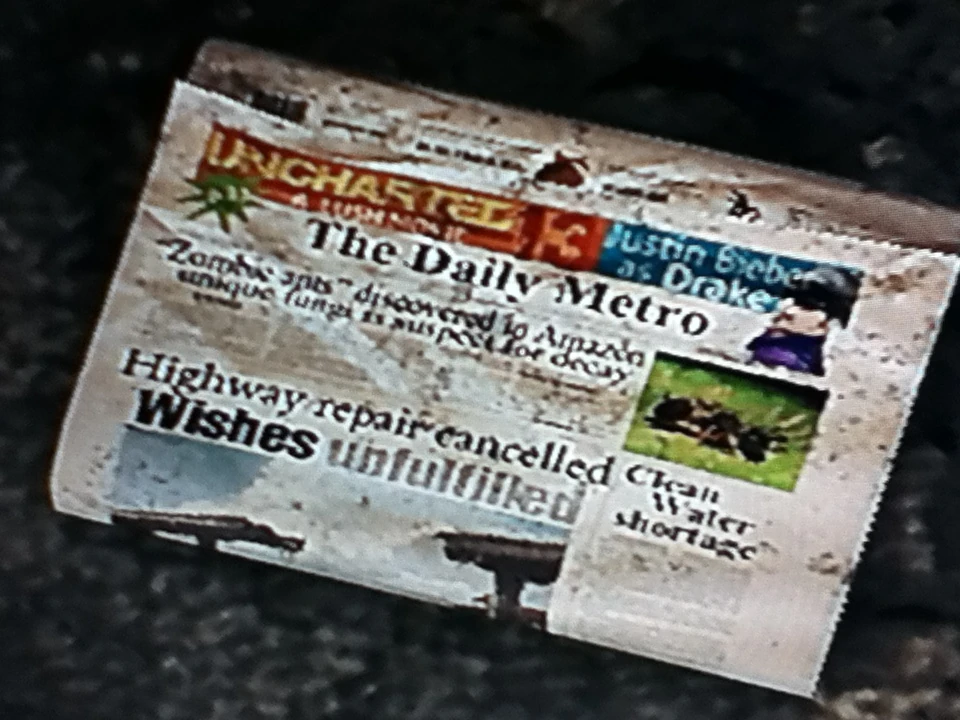 UNCHARTED
Justin Bieber
as Drake
The Daily Metro
"Zombie ants" discovered in Amazon
unique fungi is suspect for decay
Highway repair cancelled
Wishes unfulfilled
Clean
Water
shortage